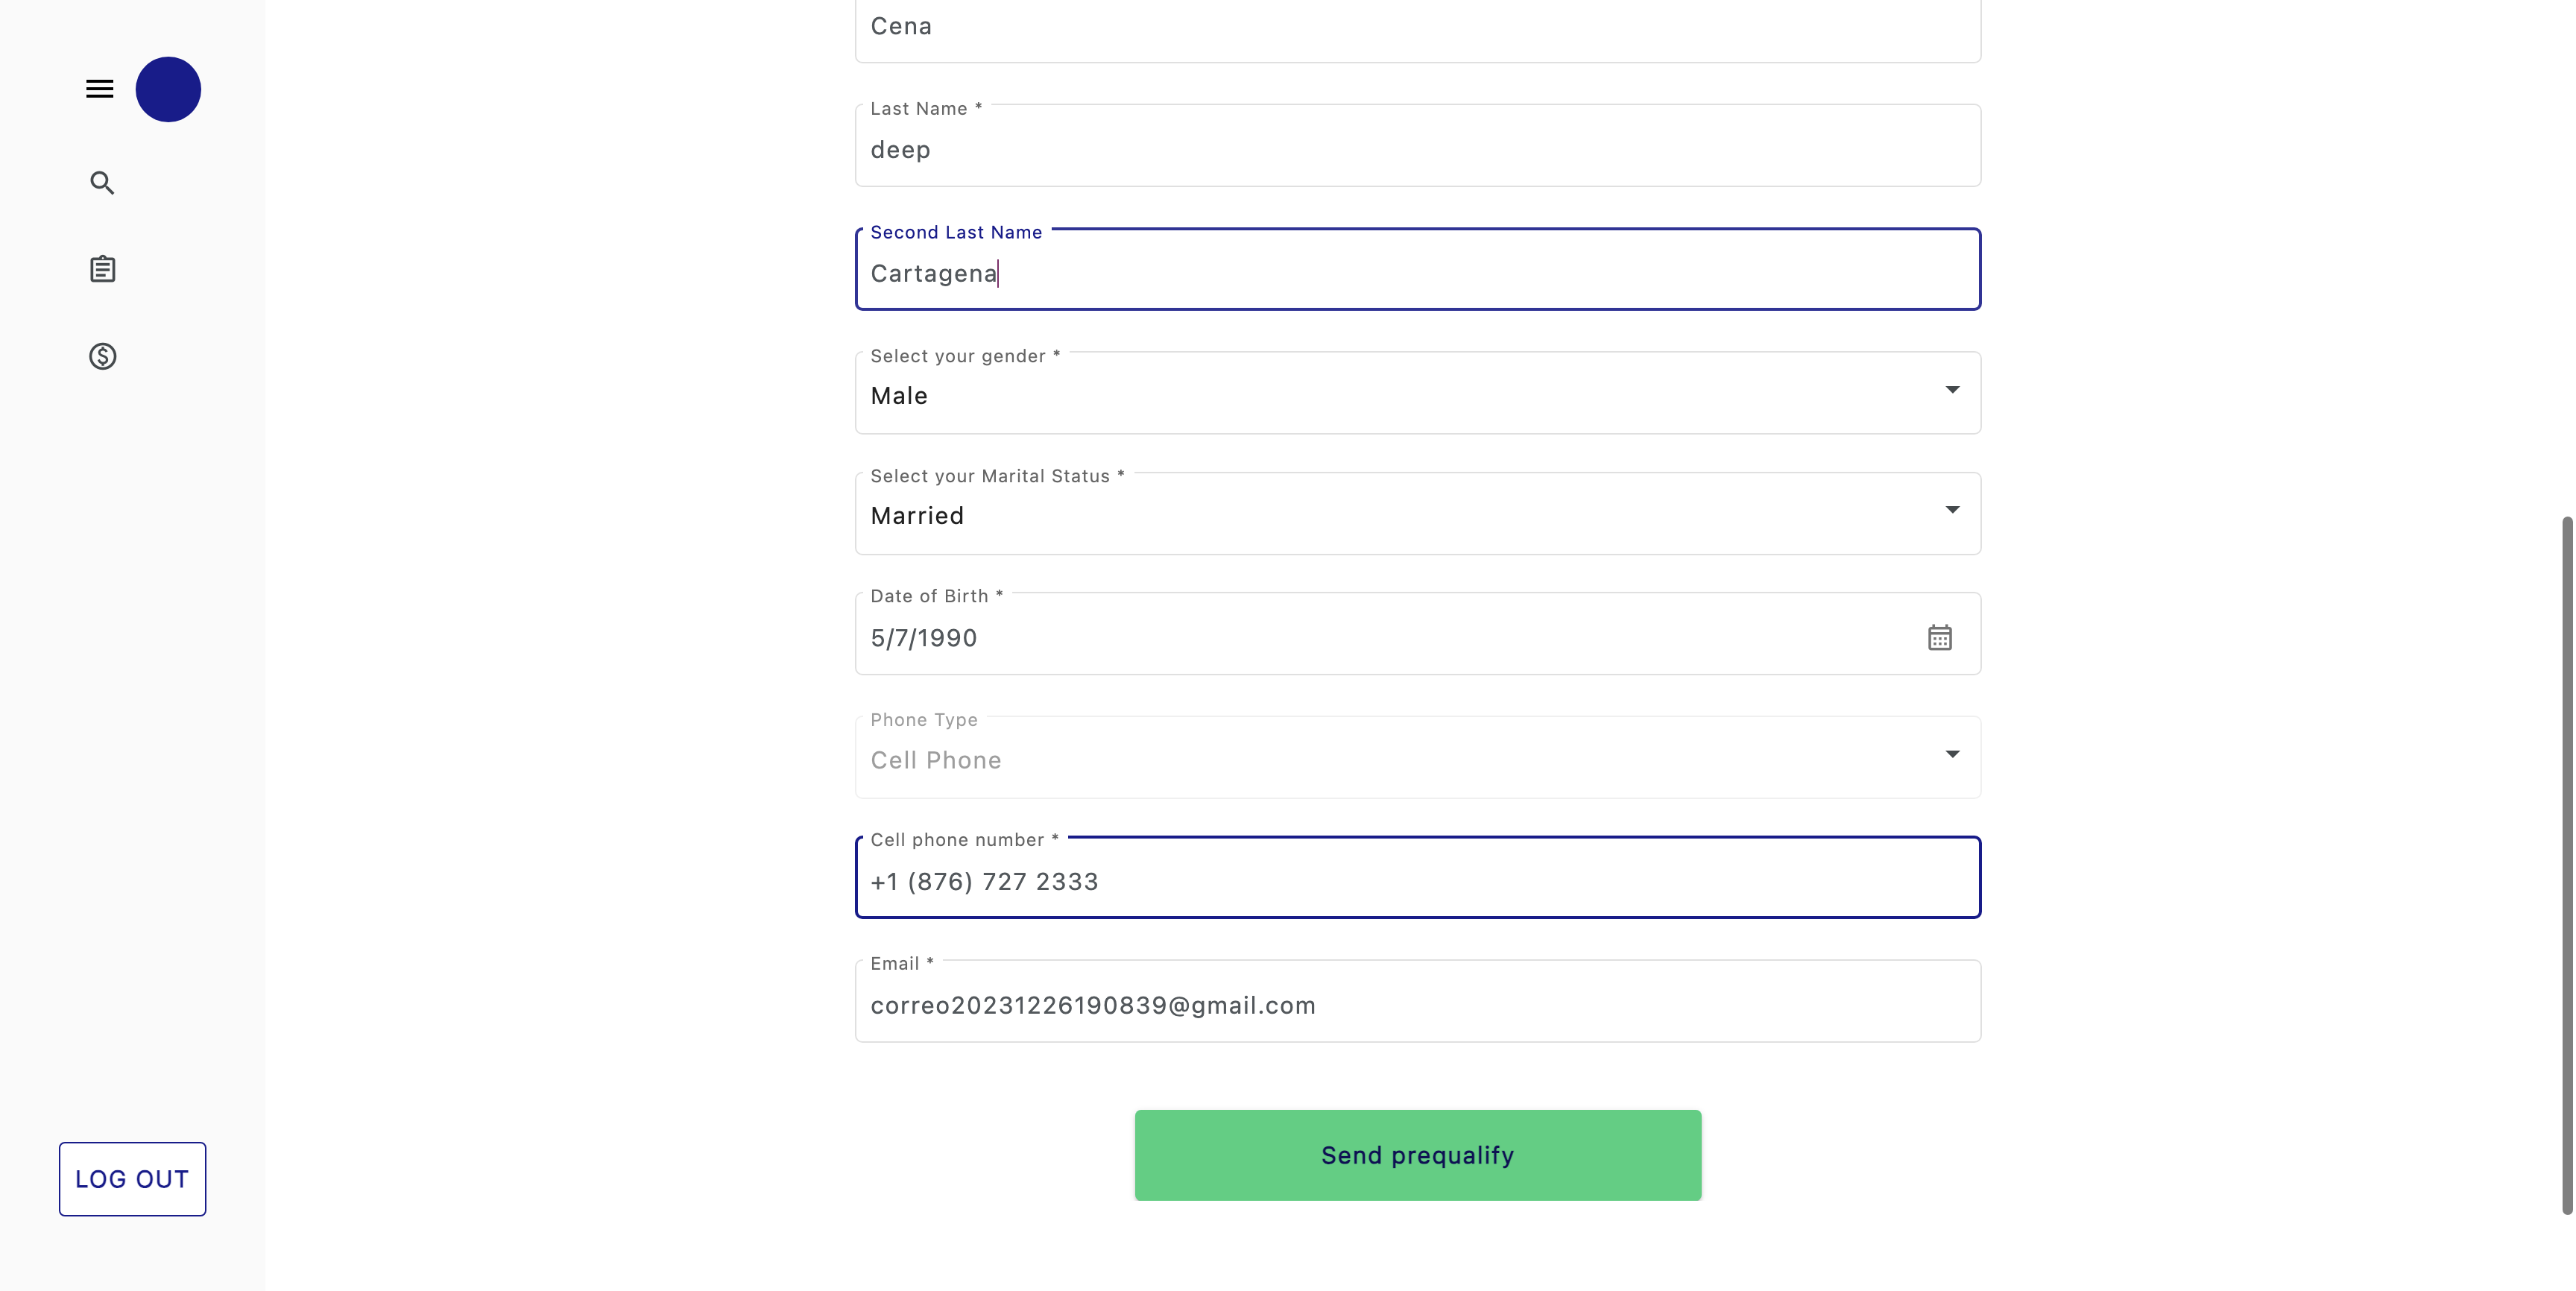 Cena
Last Name *
deep
Second Last Name
Cartagena
Select your gender *
Male
Select your Marital Status *
Married
Date of Birth *
5/7/1990
Phone Type
Cell Phone
Cell phone number *
+1 (876) 727 2333
Email *
correo20231226190839@gmail.com
Send prequalify
LOG OUT